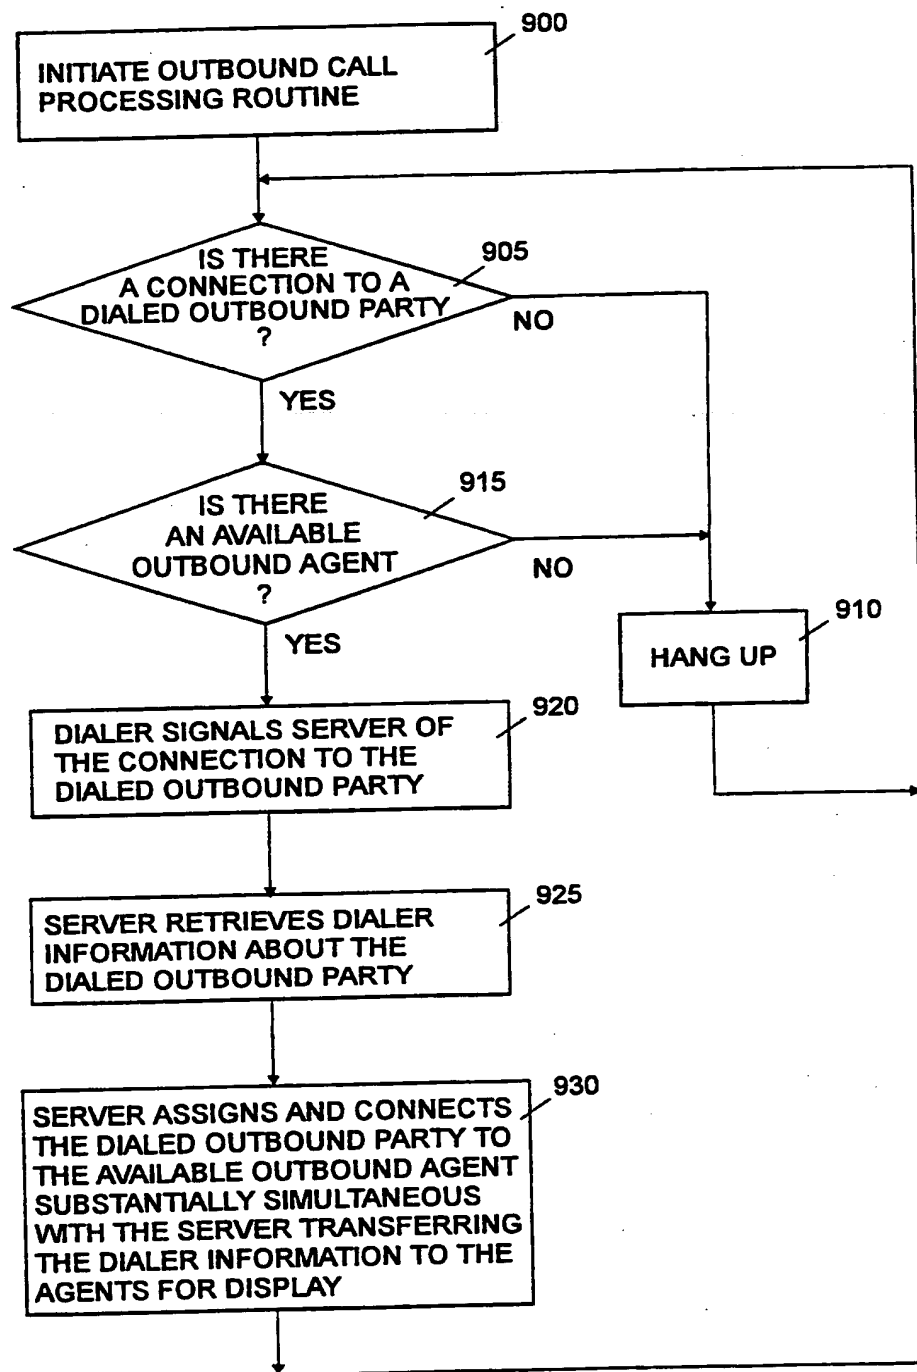 900
INITIATE OUTBOUND CALL
PROCESSING ROUTINE
IS THERE
A CONNECTION TO A
DIALED OUTBOUND PARTY
?
905
NO
YES
IS THERE
AN AVAILABLE
OUTBOUND AGENT
?
915
NO
YES
910
HANG UP
920
DIALER SIGNALS SERVER OF
THE CONNECTION TO THE
DIALED OUTBOUND PARTY
925
SERVER RETRIEVES DIALER
INFORMATION ABOUT THE
DIALED OUTBOUND PARTY
930
SERVER ASSIGNS AND CONNECTS
THE DIALED OUTBOUND PARTY TO
THE AVAILABLE OUTBOUND AGENT
SUBSTANTIALLY SIMULTANEOUS
WITH THE SERVER TRANSFERRING
THE DIALER INFORMATION TO THE
AGENTS FOR DISPLAY